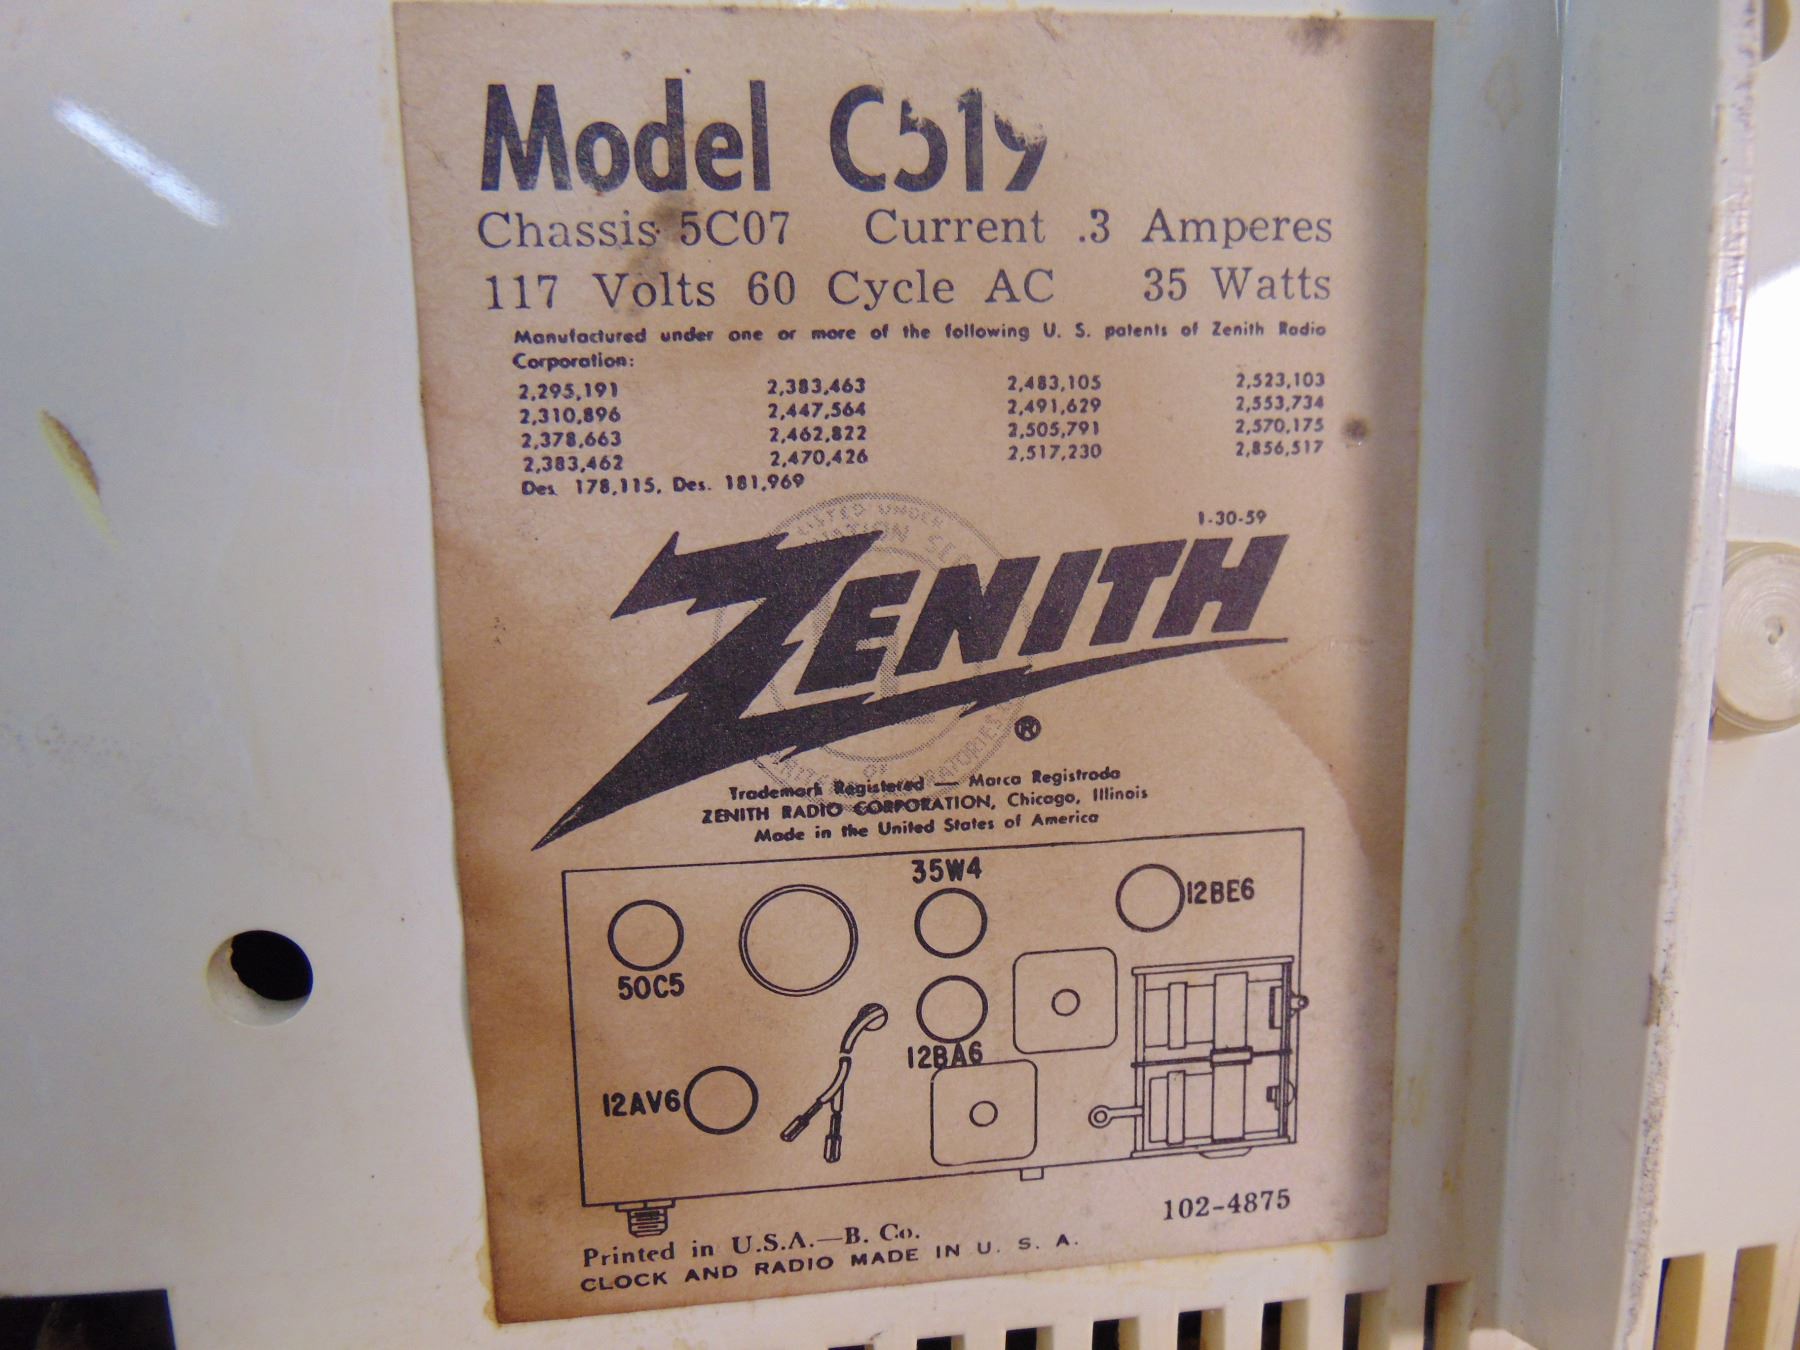 Model C519
Chassis 5C07 Current .3 Amperes
117 Volts 60 Cycle AC 35 Watts
Manufactured under one or more of the following U. S. patents of Zenith Radio
Corporation:
2,295,191 2,383,463 2,483,105 2,523,103
2,310,896 2,447,564 2,491,629 2,553,734
2,378,663 2,462,822 2,505,791 2,570,175
2,383,462 2,470,426 2,517,230 2,856,517
Des. 178,115, Des. 181,969
LISTED UNDER
1-30-59
ZENITH
®
OF
Trademark Registered — Marca Registrada
ZENITH RADIO CORPORATION, Chicago, Illinois
Made in the United States of America
35W4
12BE6
50C5
12BA6
12AV6
102-4875
Printed in U.S.A.—B. Co.
CLOCK AND RADIO MADE IN U. S. A.